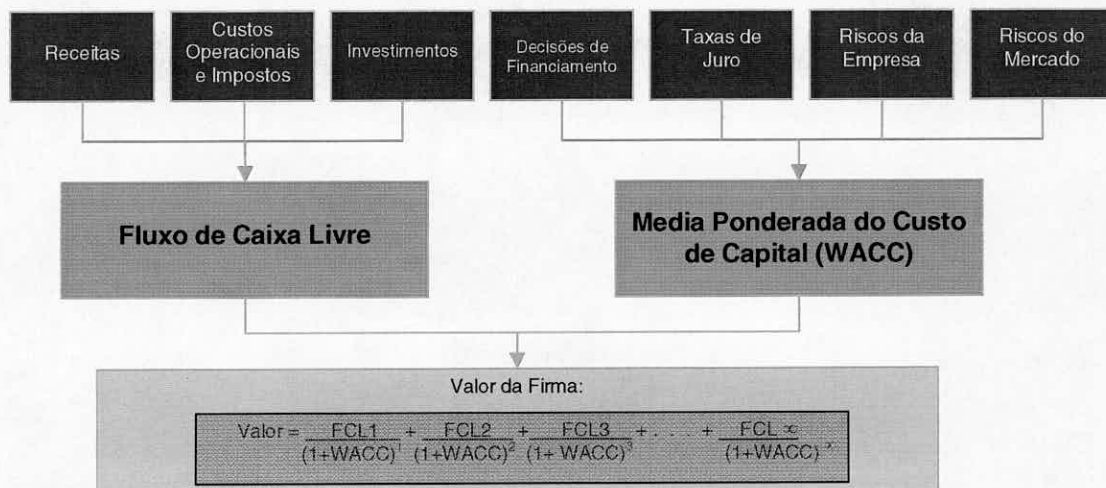 Receitas
Custos
Operacionais
e Impostos
Investimentos
Decisões de
Financiamento
Taxas de
Juro
Riscos da
Empresa
Riscos do
Mercado
Fluxo de Caixa Livre
Media Ponderada do Custo
de Capital (WACC)
Valor da Firma:
Valor = FCL1 + FCL2 + FCL3 + . . . . + FCL ∞
(1+WACC)¹ (1+WACC)² (1+ WACC)³ (1+WACC)